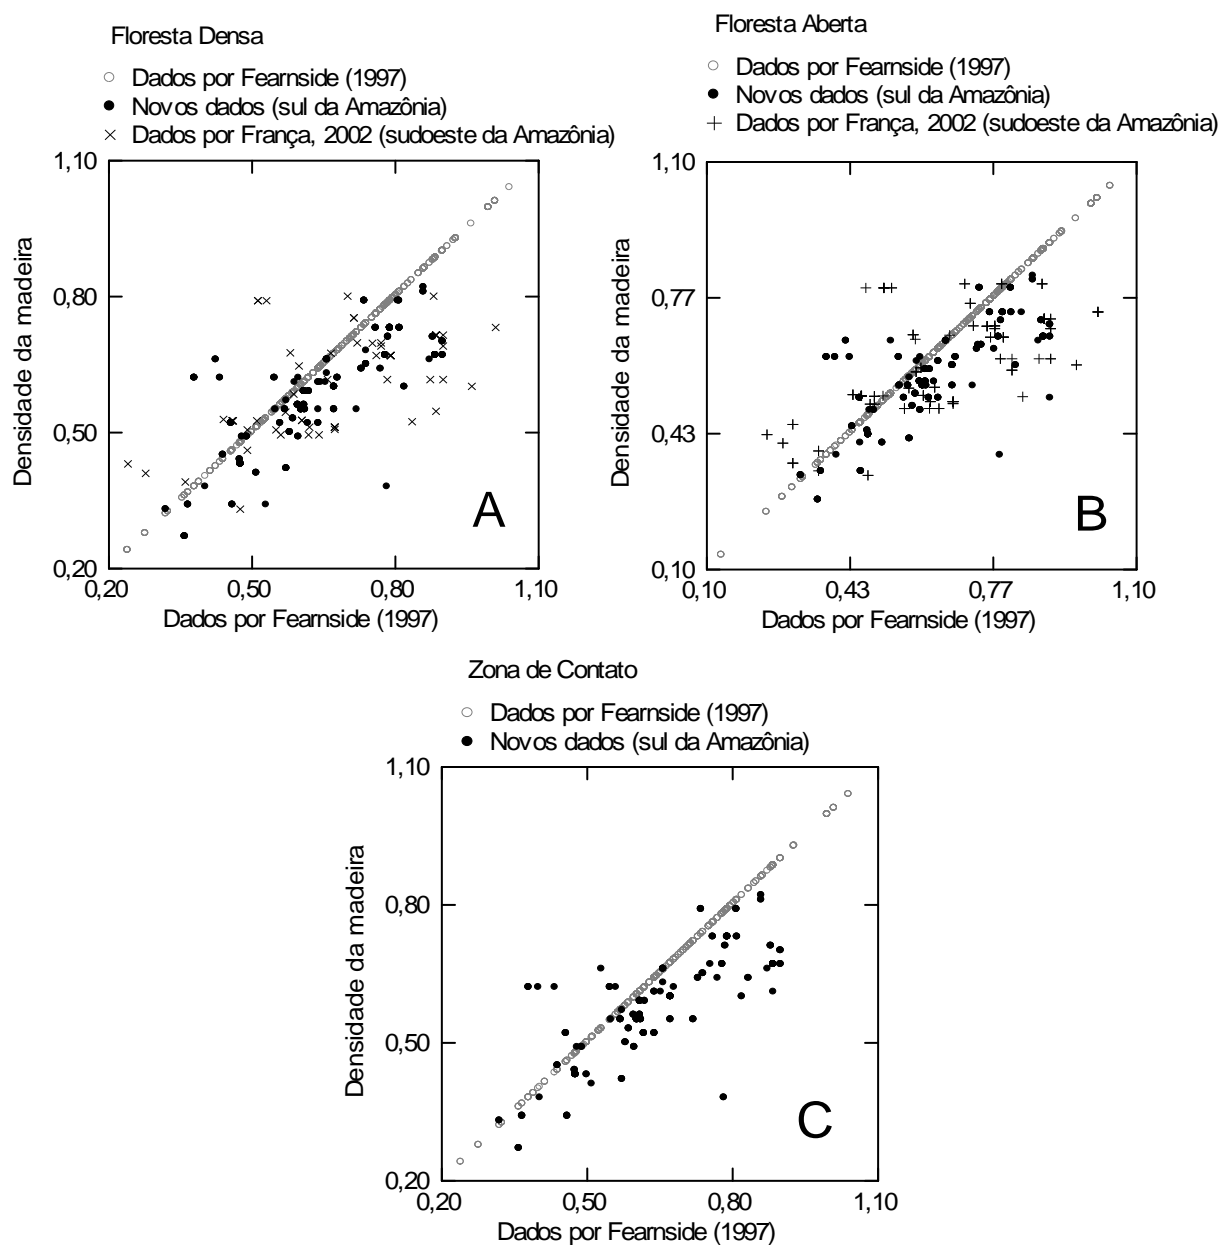 Floresta Densa
Dados por Fearnside (1997)
Novos dados (sul da Amazônia)
Dados por França, 2002 (sudoeste da Amazônia)
1,10
0,80
0,50
0,20
Densidade da madeira
A
0,20 0,50 0,80 1,10
Dados por Fearnside (1997)
Floresta Aberta
Dados por Fearnside (1997)
Novos dados (sul da Amazônia)
Dados por França, 2002 (sudoeste da Amazônia)
1,10
0,77
0,43
0,10
Densidade da madeira
B
0,10 0,43 0,77 1,10
Dados por Fearnside (1997)
Zona de Contato
Dados por Fearnside (1997)
Novos dados (sul da Amazônia)
1,10
0,80
0,50
0,20
Densidade da madeira
C
0,20 0,50 0,80 1,10
Dados por Fearnside (1997)